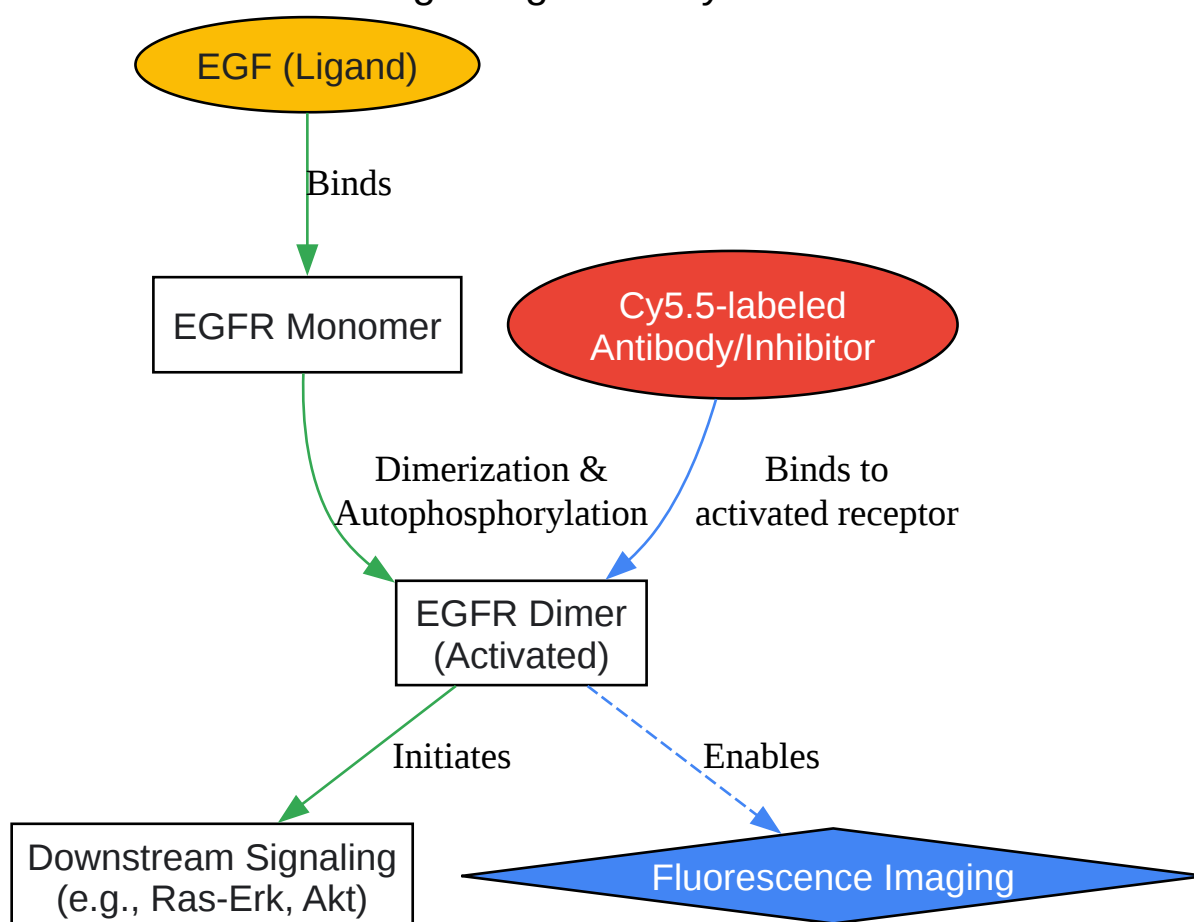 EGF (Ligand)
Binds
EGFR Monomer
Cy5.5-labeled
Antibody/Inhibitor
Dimerization &
Autophosphorylation
Binds to
activated receptor
EGFR Dimer
(Activated)
Initiates
Enables
Downstream Signaling
(e.g., Ras-Erk, Akt)
Fluorescence Imaging